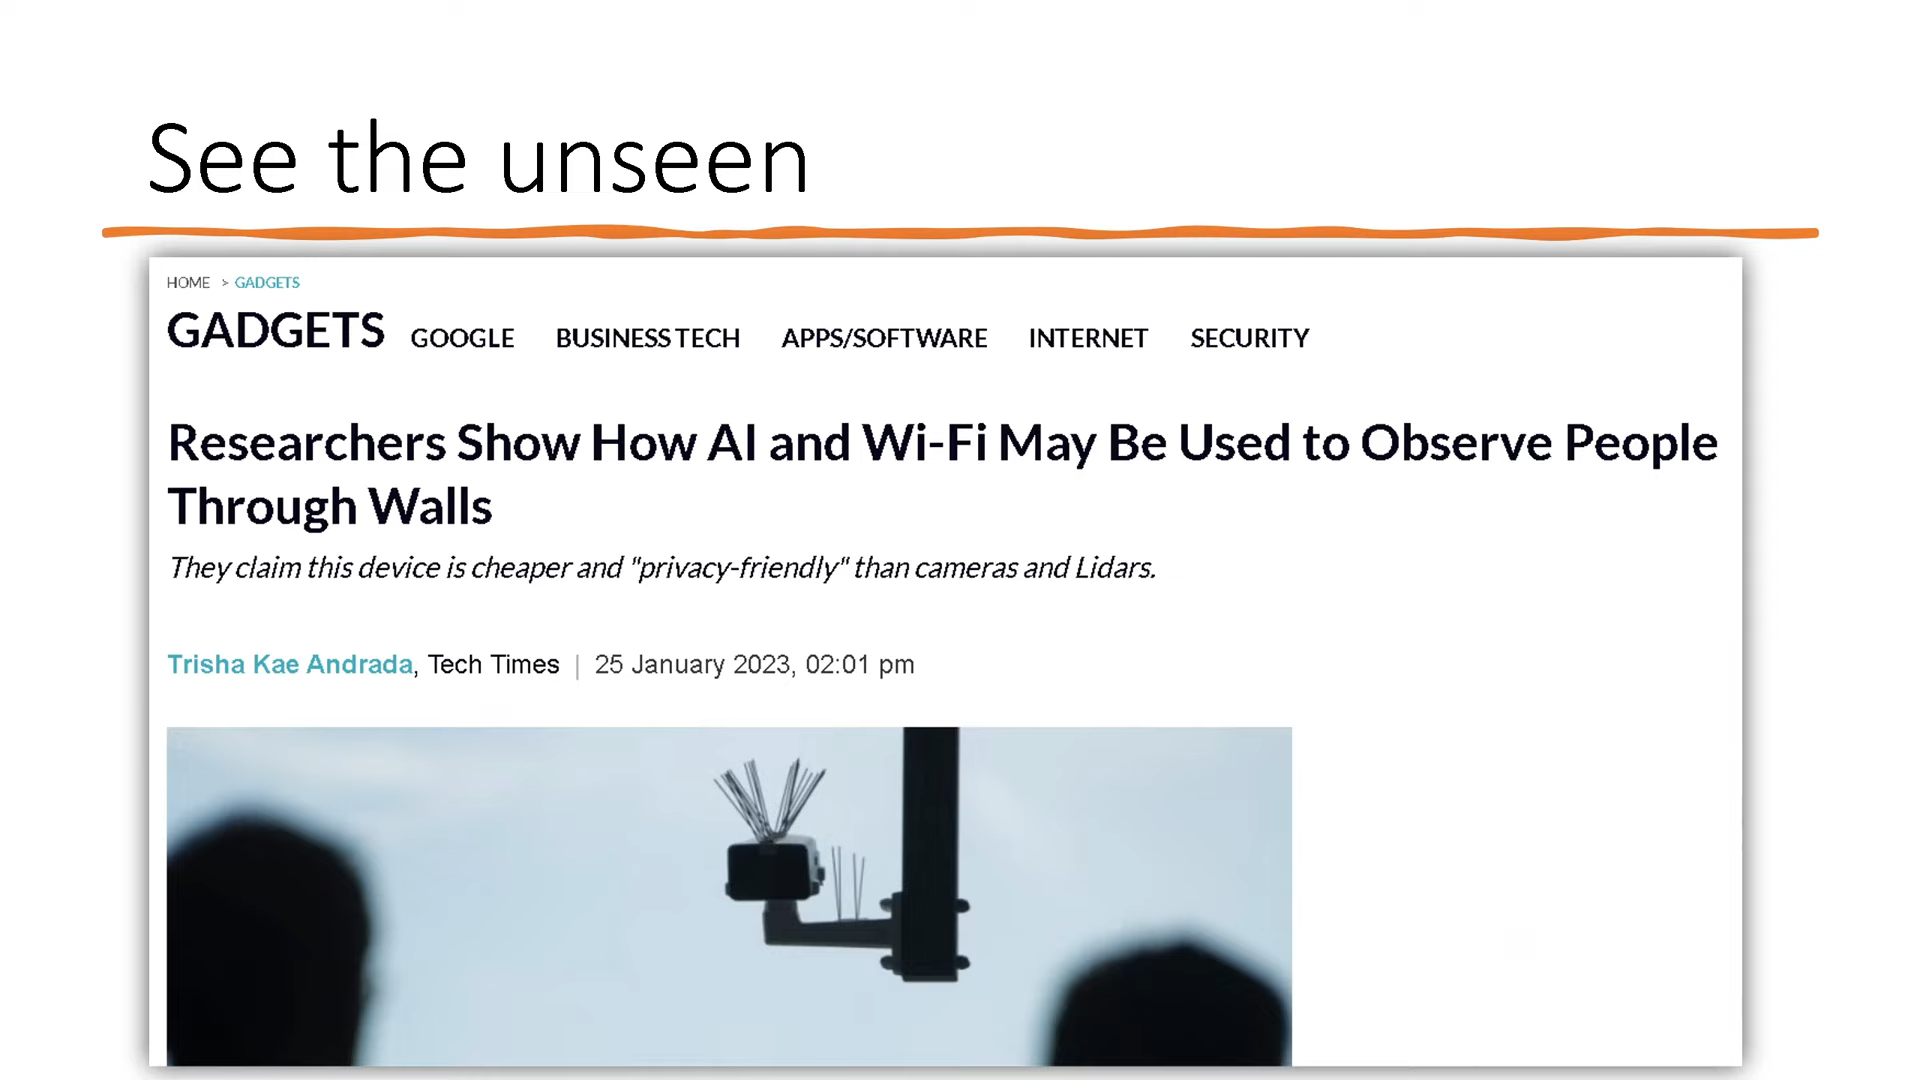 See the unseen
HOME > GADGETS
GADGETS GOOGLE BUSINESS TECH APPS/SOFTWARE INTERNET SECURITY
Researchers Show How AI and Wi-Fi May Be Used to Observe People
Through Walls
They claim this device is cheaper and "privacy-friendly" than cameras and Lidars.
Trisha Kae Andrada, Tech Times | 25 January 2023, 02:01 pm